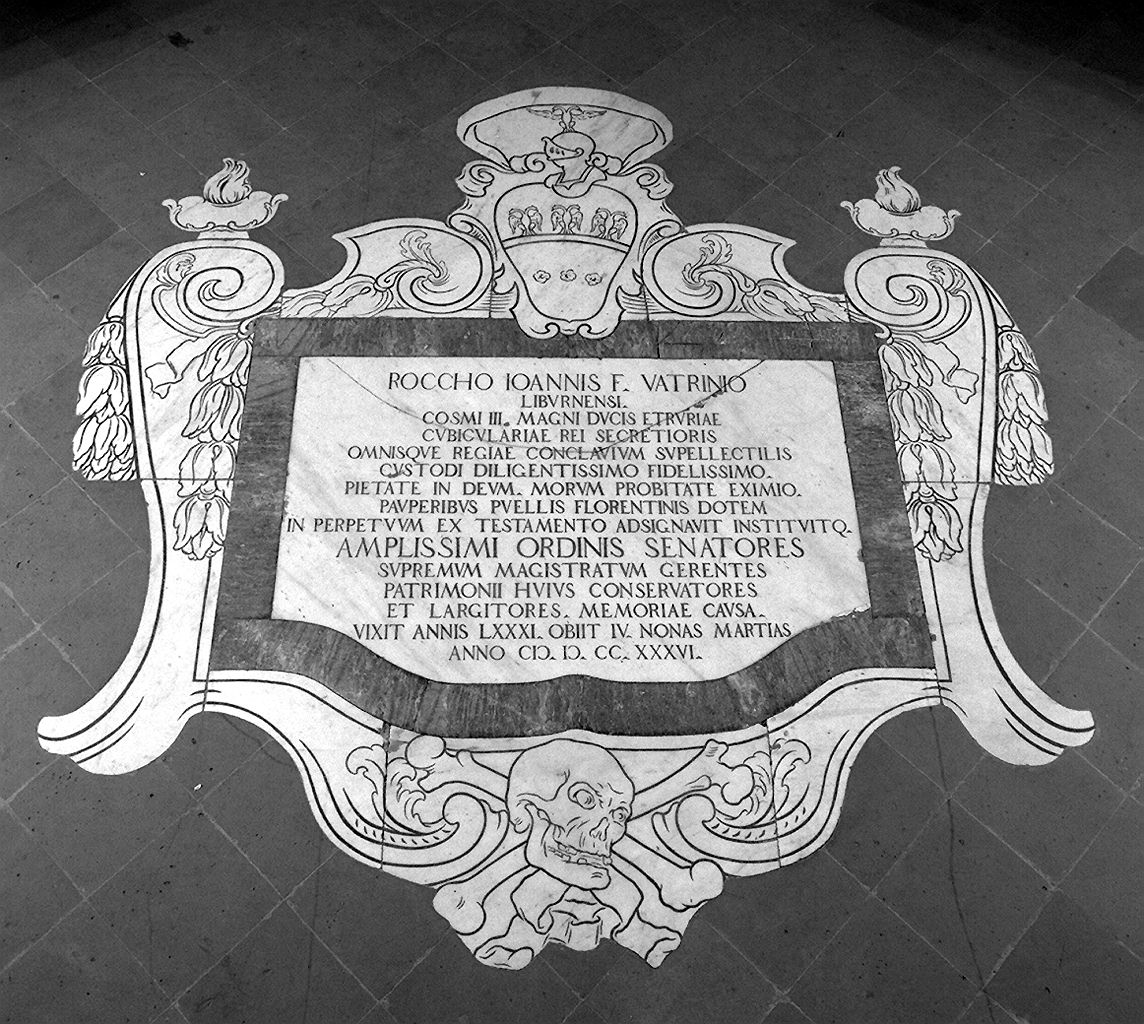 ROCCHO IOANNIS F. VATRINIO
LIBVRNENSI.
COSMI III. MAGNI DVCIS ETRVRIAE
CVBICVLARIAE REI SECRETIORIS
OMNISQVE REGIAE CONCLAVIVM SVPELLECTILIS
CVSTODI DILIGENTISSIMO FIDELISSIMO.
PIETATE IN DEVM. MORVM PROBITATE EXIMIO.
PAVPERIBVS PVELLIS FLORENTINIS DOTEM
IN PERPETVVM EX TESTAMENTO ADSIGNAVIT INSTITVITQ.
AMPLISSIMI ORDINIS SENATORES
SVPREMVM MAGISTRATVM GERENTES
PATRIMONII HVIVS CONSERVATORES
ET LARGITORES. MEMORIAE CAVSA.
VIXIT ANNIS LXXXI. OBIIT IV. NONAS MARTIAS
ANNO CIↃ. IↃ. CC. XXXVI.